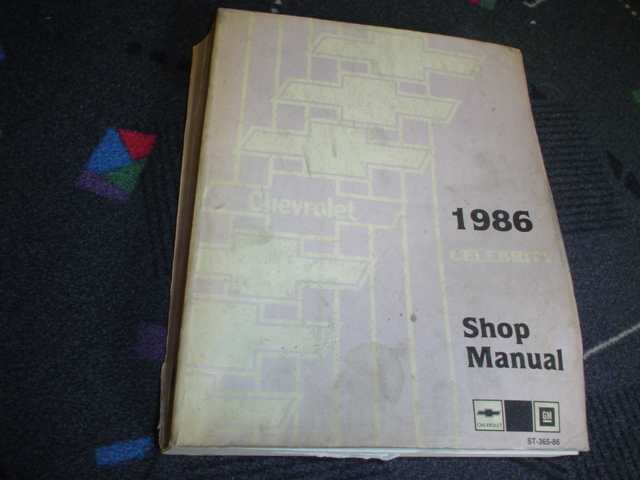 Chevrolet
1986
CELEBRITY
Shop
Manual
CHEVROLET
GM
ST-365-86